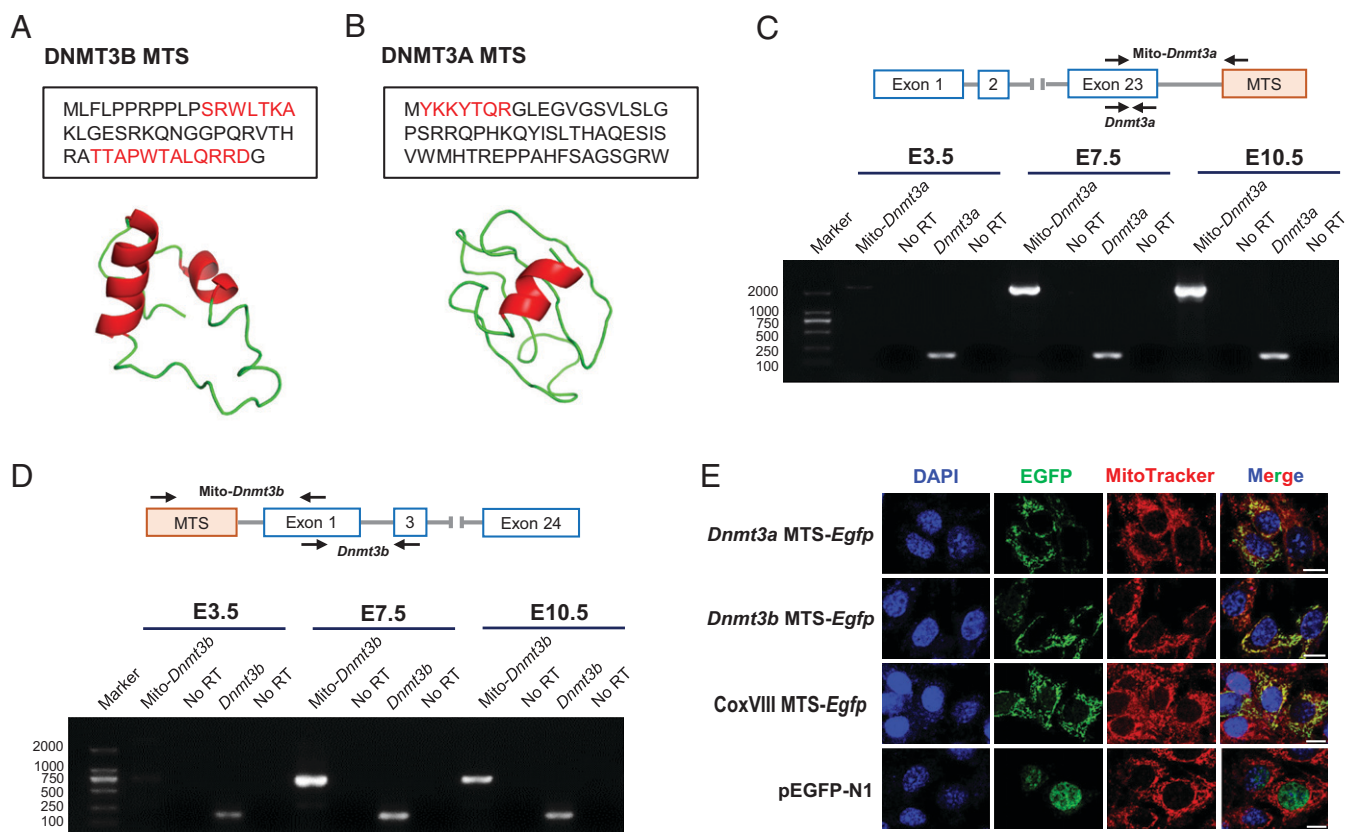 A
DNMT3B MTS
MLFLPPRPPLPSRWLTKA
KLGESRKQNGGPQRVTH
RATTAPWTALQRRDG
B
DNMT3A MTS
MYKKYTQRGLEGVGSVLSLG
PSRRQPHKQYISLTHAQESIS
VWMHTREPPAHFSAGSGRW
C
Mito-Dnmt3a
Exon 1
2
Exon 23
MTS
Dnmt3a
E3.5
E7.5
E10.5
Marker
Mito-Dnmt3a
No RT
Dnmt3a
No RT
Mito-Dnmt3a
No RT
Dnmt3a
No RT
Mito-Dnmt3a
No RT
Dnmt3a
No RT
2000
1000
750
500
250
100
D
Mito-Dnmt3b
MTS
Exon 1
3
Exon 24
Dnmt3b
E3.5
E7.5
E10.5
Marker
Mito-Dnmt3b
No RT
Dnmt3b
No RT
Mito-Dnmt3b
No RT
Dnmt3b
No RT
Mito-Dnmt3b
No RT
Dnmt3b
No RT
2000
1000
750
500
250
100
E
DAPI EGFP MitoTracker Merge
Dnmt3a MTS-Egfp
Dnmt3b MTS-Egfp
CoxVIII MTS-Egfp
pEGFP-N1